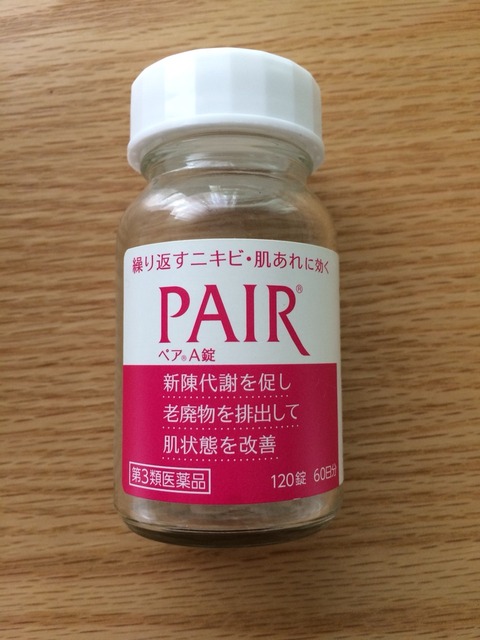 繰り返すニキビ・肌あれに効く
PAIR®
ペア®A錠
新陳代謝を促し
老廃物を排出して
肌状態を改善
第3類医薬品
120錠 60日分